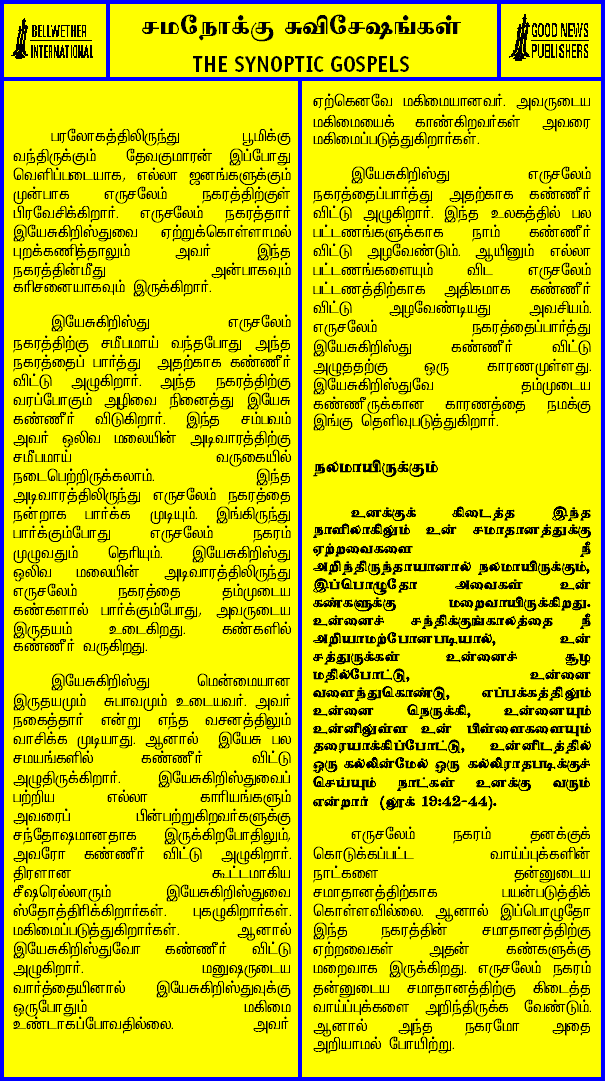 BELLWETHER
INTERNATIONAL
சமநோக்கு சுவிசேஷங்கள்
THE SYNOPTIC GOSPELS
GOOD NEWS
PUBLISHERS
பரலோகத்திலிருந்து பூமிக்கு
வந்திருக்கும் தேவகுமாரன் இப்போது
வெளிப்படையாக, எல்லா ஜனங்களுக்கும்
முன்பாக எருசலேம் நகரத்திற்குள்
பிரவேசிக்கிறார். எருசலேம் நகரத்தார்
இயேசுகிறிஸ்துவை ஏற்றுக்கொள்ளாமல்
புறக்கணித்தாலும் அவர் இந்த
நகரத்தின்மீது அன்பாகவும்
கரிசனையாகவும் இருக்கிறார்.
இயேசுகிறிஸ்து எருசலேம்
நகரத்திற்கு சமீபமாய் வந்தபோது அந்த
நகரத்தைப் பார்த்து அதற்காக கண்ணீர்
விட்டு அழுகிறார். அந்த நகரத்திற்கு
வரப்போகும் அழிவை நினைத்து இயேசு
கண்ணீர் விடுகிறார். இந்த சம்பவம்
அவர் ஒலிவ மலையின் அடிவாரத்திற்கு
சமீபமாய் வருகையில்
நடைபெற்றிருக்கலாம். இந்த
அடிவாரத்திலிருந்து எருசலேம் நகரத்தை
நன்றாக பார்க்க முடியும். இங்கிருந்து
பார்க்கும்போது எருசலேம் நகரம்
முழுவதும் தெரியும். இயேசுகிறிஸ்து
ஒலிவ மலையின் அடிவாரத்திலிருந்து
எருசலேம் நகரத்தை தம்முடைய
கண்களால் பார்க்கும்போது, அவருடைய
இருதயம் உடைகிறது. கண்களில்
கண்ணீர் வருகிறது.
இயேசுகிறிஸ்து மென்மையான
இருதயமும் சுபாவமும் உடையவர். அவர்
நகைத்தார் என்று எந்த வசனத்திலும்
வாசிக்க முடியாது. ஆனால் இயேசு பல
சமயங்களில் கண்ணீர் விட்டு
அழுதிருக்கிறார். இயேசுகிறிஸ்துவைப்
பற்றிய எல்லா காரியங்களும்
அவரைப் பின்பற்றுகிறவர்களுக்கு
சந்தோஷமானதாக இருக்கிறபோதிலும்,
அவரோ கண்ணீர் விட்டு அழுகிறார்.
திரளான கூட்டமாகிய
சீஷரெல்லாரும் இயேசுகிறிஸ்துவை
ஸ்தோத்திரிக்கிறார்கள். புகழுகிறார்கள்.
மகிமைப்படுத்துகிறார்கள். ஆனால்
இயேசுகிறிஸ்துவோ கண்ணீர் விட்டு
அழுகிறார். மனுஷருடைய
வார்த்தையினால் இயேசுகிறிஸ்துவுக்கு
ஒருபோதும் மகிமை
உண்டாகப்போவதில்லை. அவர்
ஏற்கெனவே மகிமையானவர். அவருடைய
மகிமையைக் காண்கிறவர்கள் அவரை
மகிமைப்படுத்துகிறார்கள்.
இயேசுகிறிஸ்து எருசலேம்
நகரத்தைப்பார்த்து அதற்காக கண்ணீர்
விட்டு அழுகிறார். இந்த உலகத்தில் பல
பட்டணங்களுக்காக நாம் கண்ணீர்
விட்டு அழவேண்டும். ஆயினும் எல்லா
பட்டணங்களையும் விட எருசலேம்
பட்டணத்திற்காக அதிகமாக கண்ணீர்
விட்டு அழவேண்டியது அவசியம்.
எருசலேம் நகரத்தைப்பார்த்து
இயேசுகிறிஸ்து கண்ணீர் விட்டு
அழுததற்கு ஒரு காரணமுள்ளது.
இயேசுகிறிஸ்துவே தம்முடைய
கண்ணீருக்கான காரணத்தை நமக்கு
இங்கு தெளிவுபடுத்துகிறார்.
நலமாயிருக்கும்
உனக்குக் கிடைத்த இந்த
நாளிலாகிலும் உன் சமாதானத்துக்கு
ஏற்றவைகளை நீ
அறிந்திருந்தாயானால் நலமாயிருக்கும்,
இப்பொழுதோ அவைகள் உன்
கண்களுக்கு மறைவாயிருக்கிறது.
உன்னைச் சந்திக்குங்காலத்தை நீ
அறியாமற்போனபடியால், உன்
சத்துருக்கள் உன்னைச் சூழ
மதில்போட்டு, உன்னை
வளைந்துகொண்டு, எப்பக்கத்திலும்
உன்னை நெருக்கி, உன்னையும்
உன்னிலுள்ள உன் பிள்ளைகளையும்
தரையாக்கிப்போட்டு, உன்னிடத்தில்
ஒரு கல்லின்மேல் ஒரு கல்லிராதபடிக்குச்
செய்யும் நாட்கள் உனக்கு வரும்
என்றார் (லூக் 19:42-44).
எருசலேம் நகரம் தனக்குக்
கொடுக்கப்பட்ட வாய்ப்புக்களின்
நாட்களை தன்னுடைய
சமாதானத்திற்காக பயன்படுத்திக்
கொள்ளவில்லை. ஆனால் இப்பொழுதோ
இந்த நகரத்தின் சமாதானத்திற்கு
ஏற்றவைகள் அதன் கண்களுக்கு
மறைவாக இருக்கிறது. எருசலேம் நகரம்
தன்னுடைய சமாதானத்திற்கு கிடைத்த
வாய்ப்புக்களை அறிந்திருக்க வேண்டும்.
ஆனால் அந்த நகரமோ அதை
அறியாமல் போயிற்று.